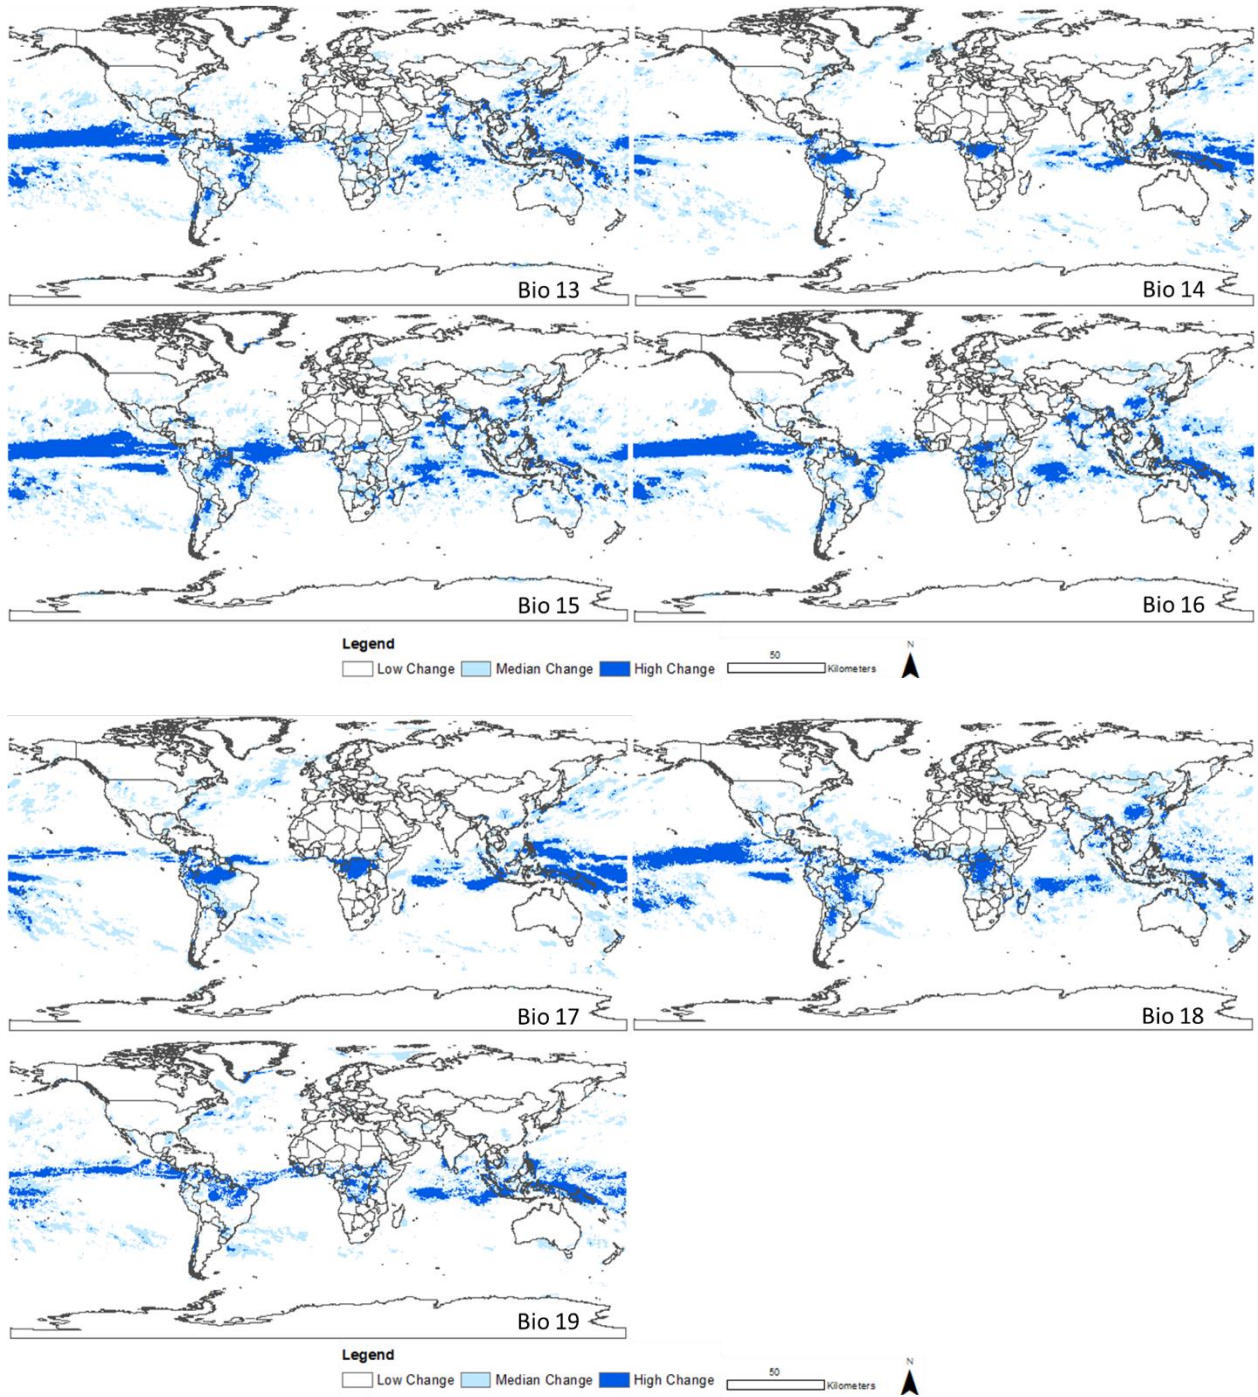 Bio 13
Bio 14
Bio 15
Bio 16
Legend
Low Change Median Change High Change
50
Kilometers
N
Bio 17
Bio 18
Bio 19
Legend
Low Change Median Change High Change
50
Kilometers
N